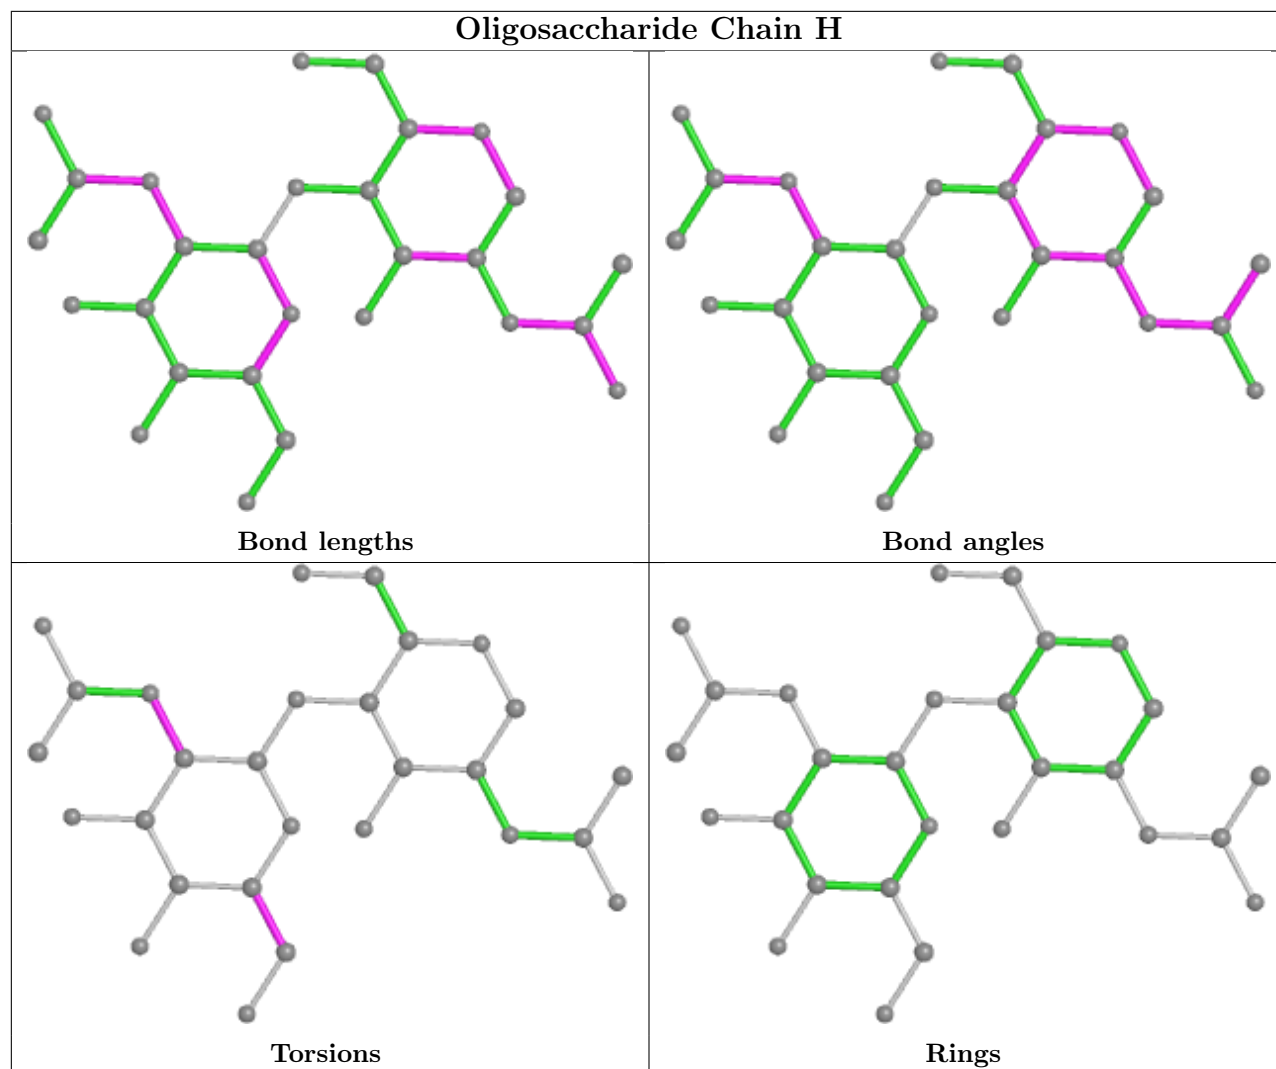 Oligosaccharide Chain H
Bond lengths
Bond angles
Torsions
Rings